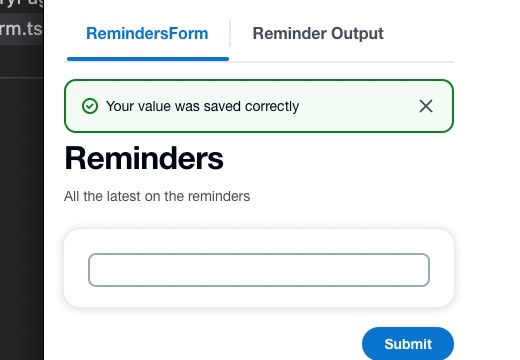 rm.ts
RemindersForm
Reminder Output
Your value was saved correctly
Reminders
All the latest on the reminders
Submit